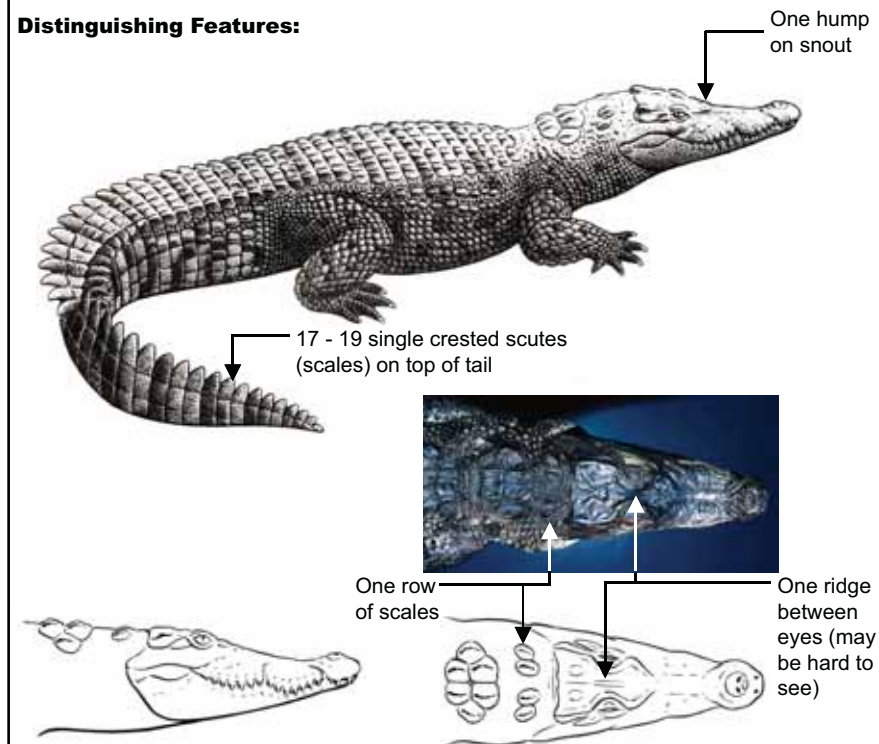 Distinguishing Features:
One hump
on snout
17 - 19 single crested scutes
(scales) on top of tail
One row
of scales
One ridge
between
eyes (may
be hard to
see)